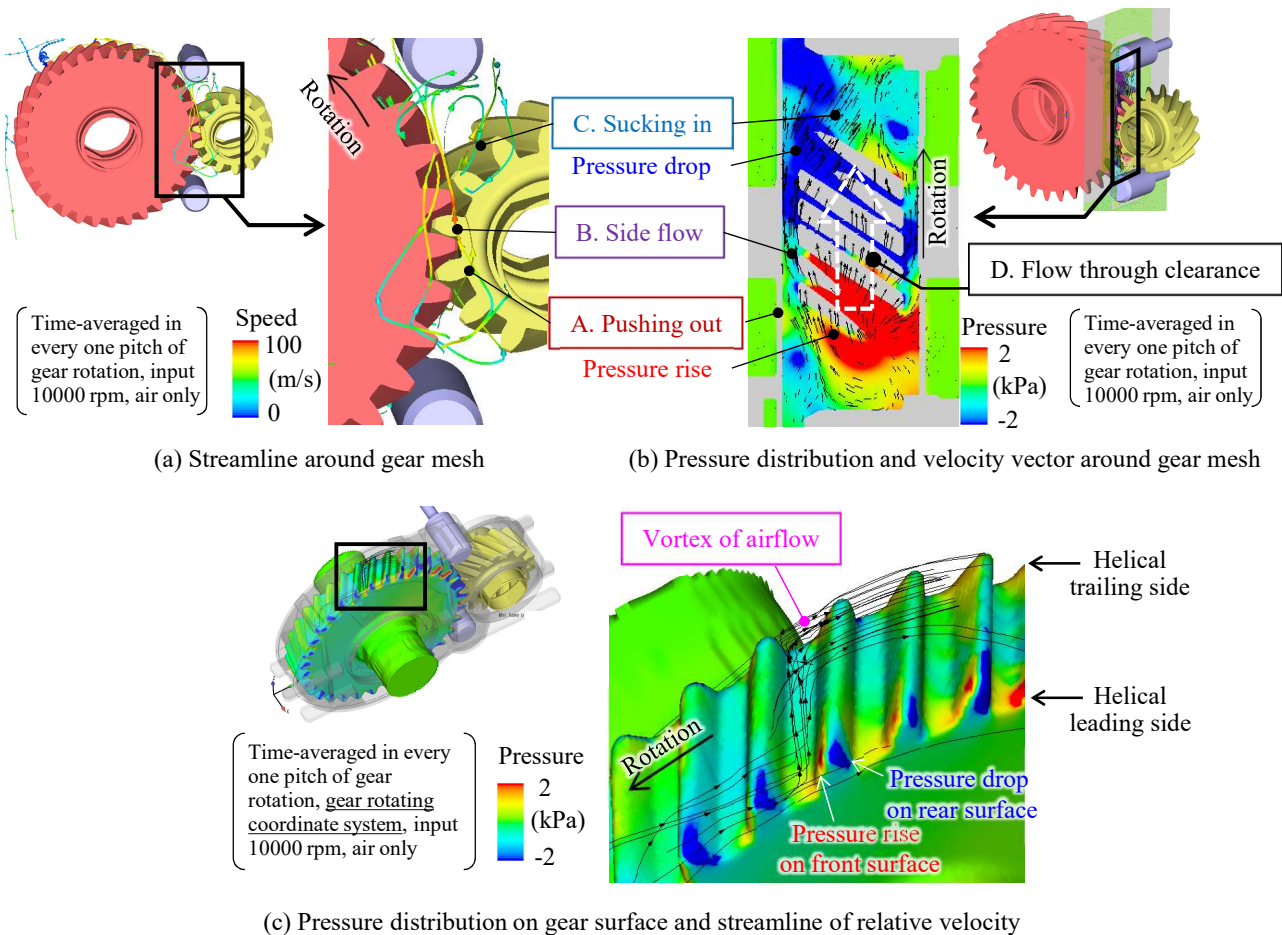 Rotation
C. Sucking in
Pressure drop
B. Side flow
A. Pushing out
Pressure rise
Rotation
D. Flow through clearance
Time-averaged in
every one pitch of
gear rotation, input
10000 rpm, air only
Speed
100
(m/s)
0
Pressure
2
(kPa)
-2
Time-averaged in
every one pitch of
gear rotation, input
10000 rpm, air only
(a) Streamline around gear mesh
(b) Pressure distribution and velocity vector around gear mesh
Vortex of airflow
Helical
trailing side
Helical
leading side
Rotation
Pressure drop
on rear surface
Pressure rise
on front surface
Time-averaged in every
one pitch of gear
rotation, gear rotating
coordinate system, input
10000 rpm, air only
Pressure
2
(kPa)
-2
(c) Pressure distribution on gear surface and streamline of relative velocity